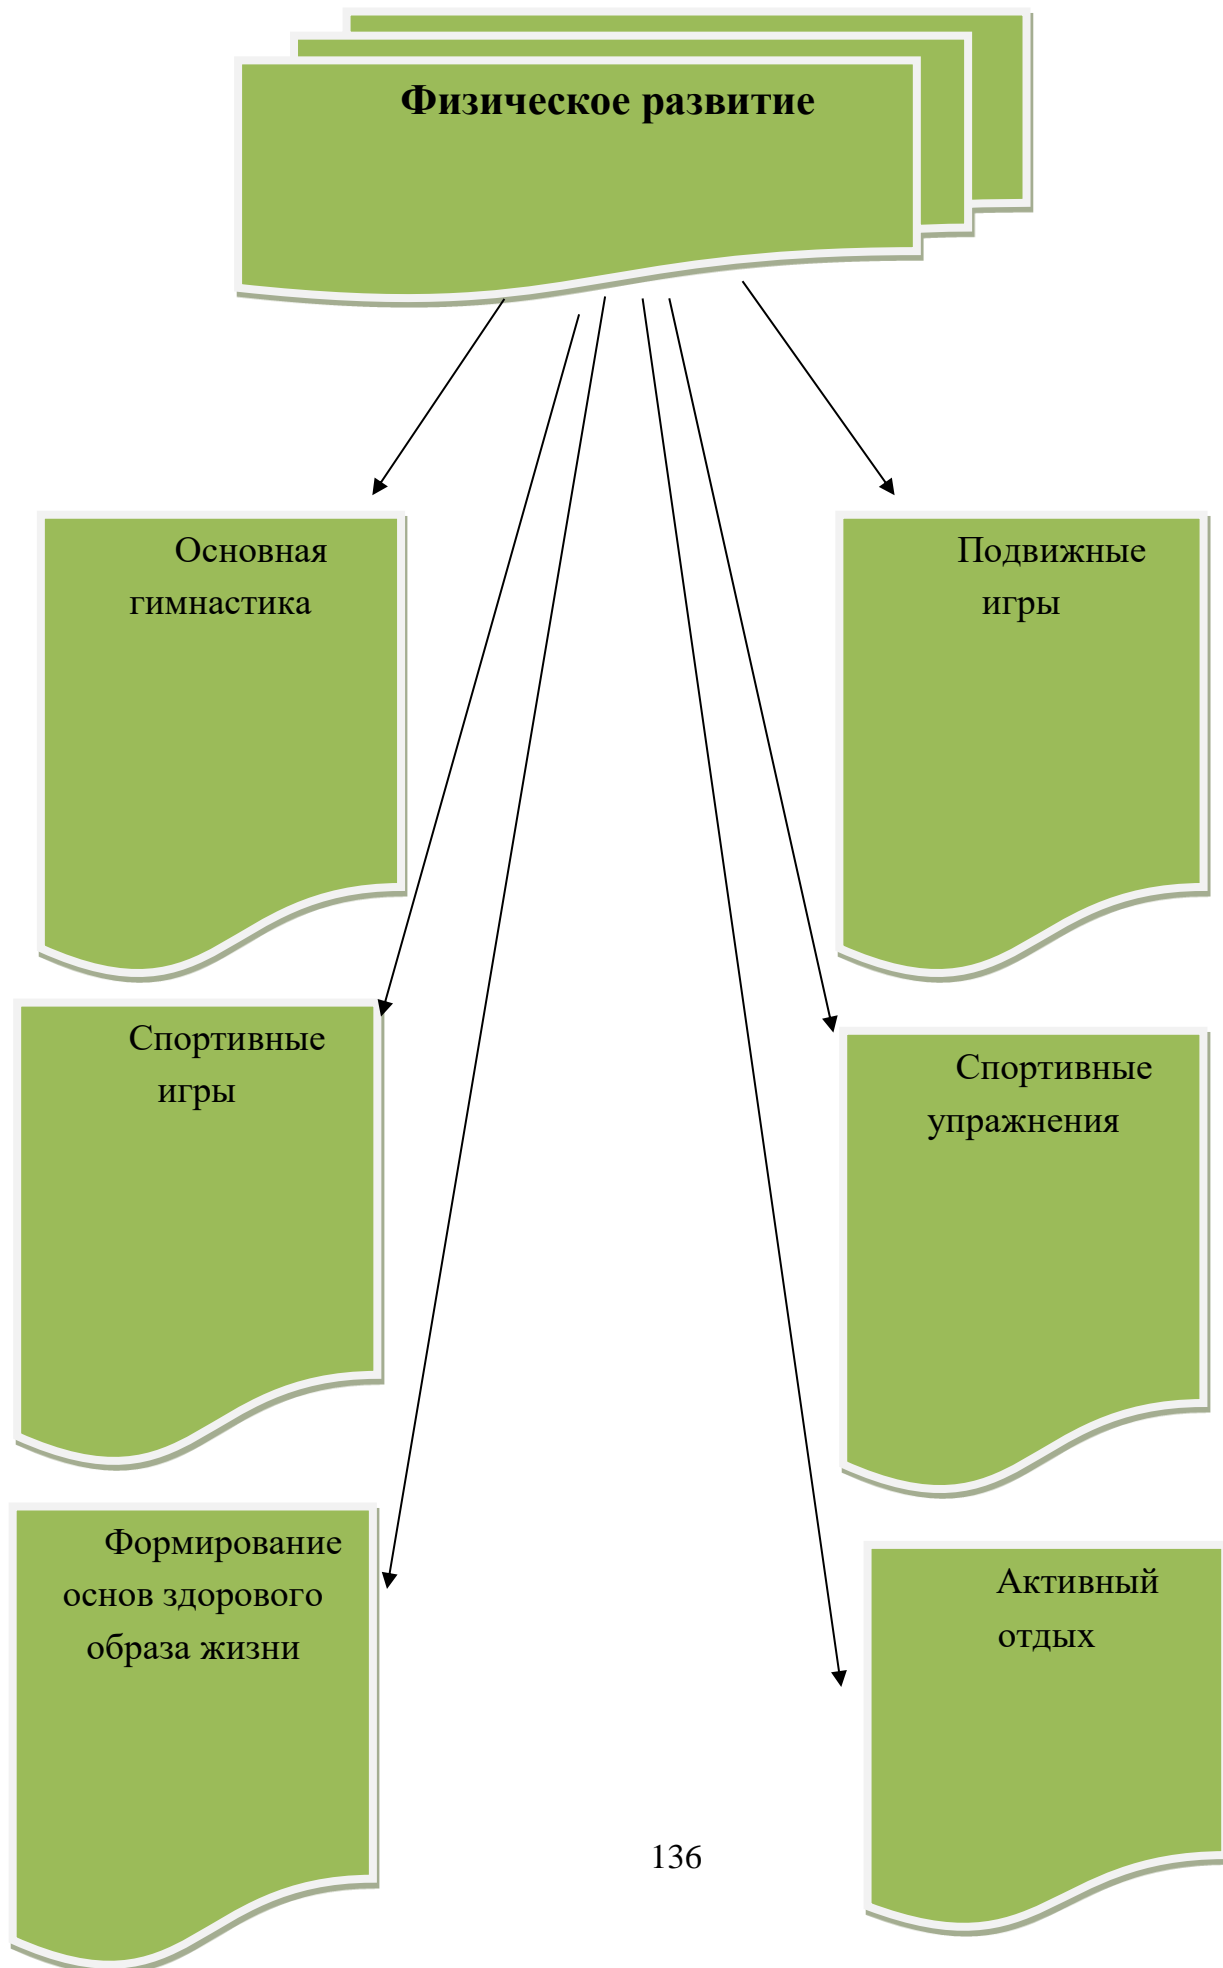 Физическое развитие
Основная
гимнастика
Подвижные
игры
Спортивные
игры
Спортивные
упражнения
Формирование
основ здорового
образа жизни
Активный
отдых
136